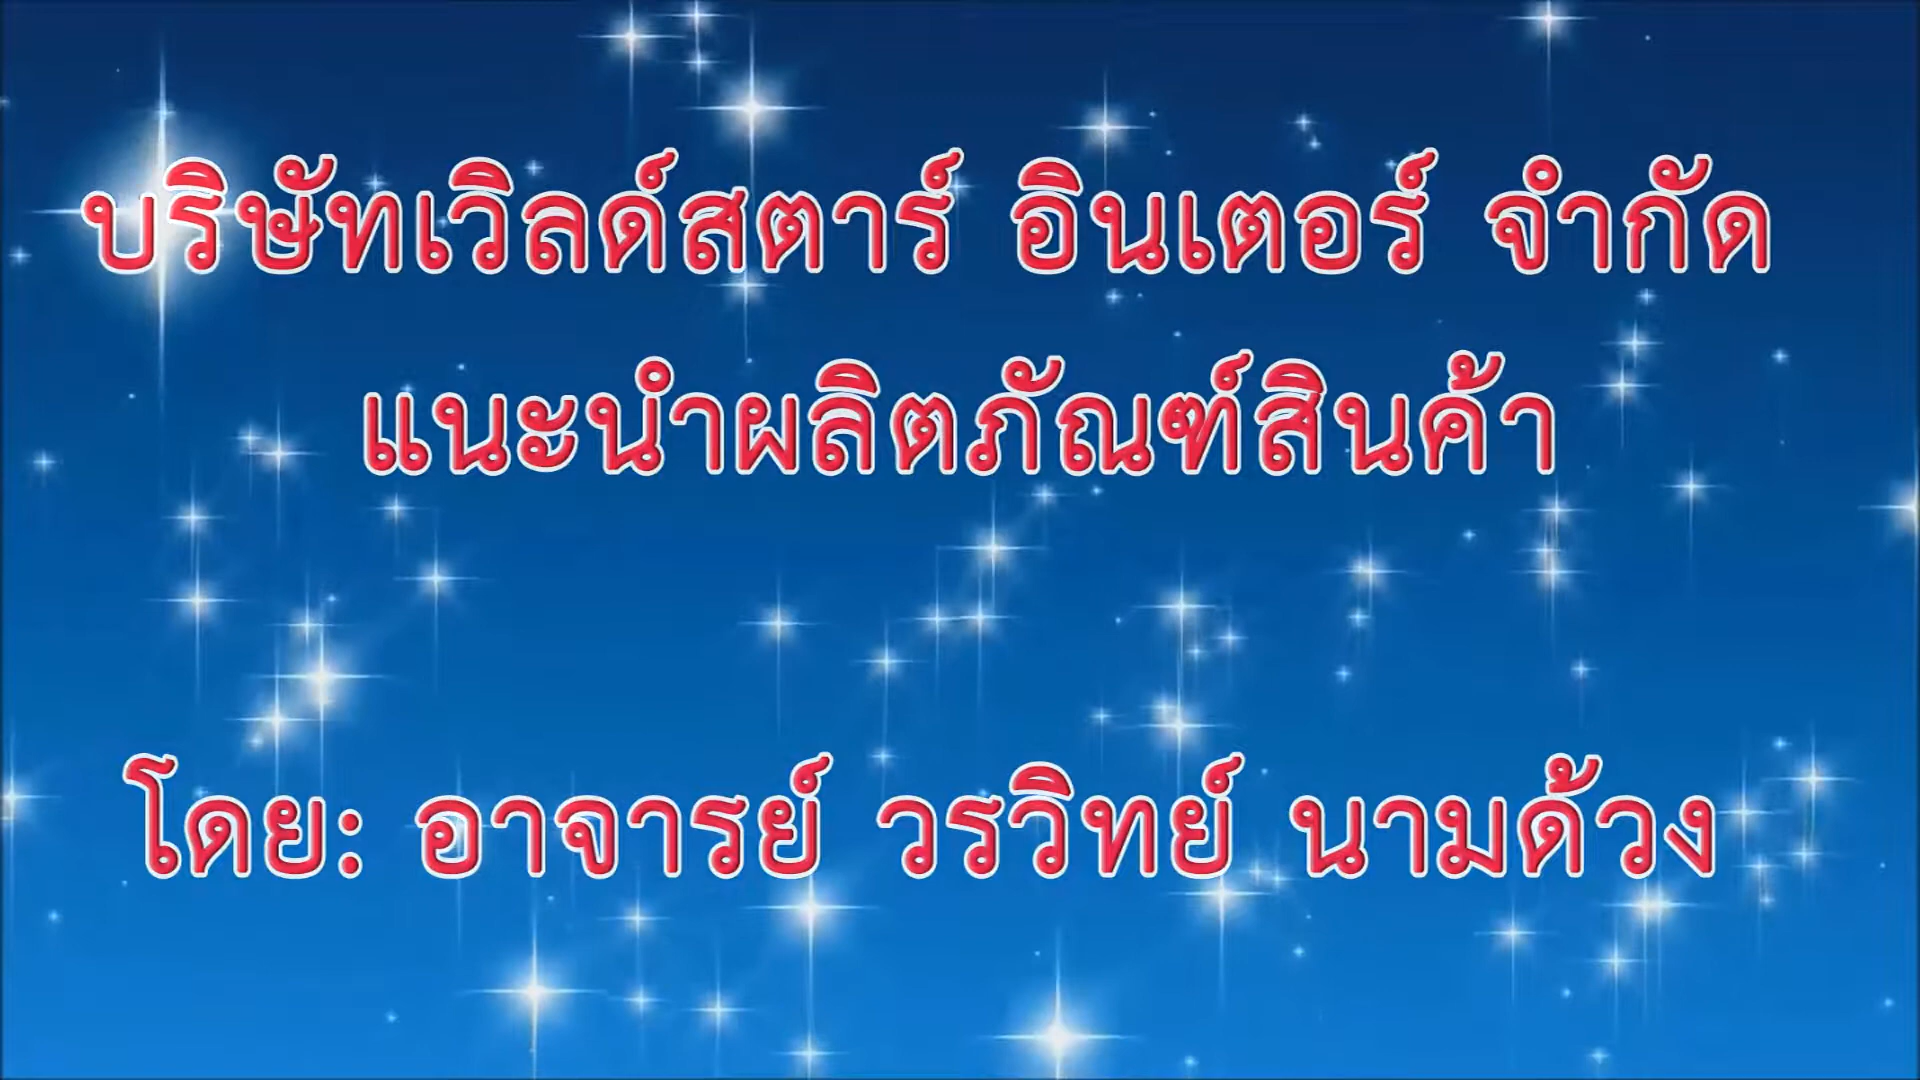 บริษัทเวิลด์สตาร์ อินเตอร์ จำกัด
แนะนำผลิตภัณฑ์สินค้า
โดย: อาจารย์ วรวิทย์ นามด้วง